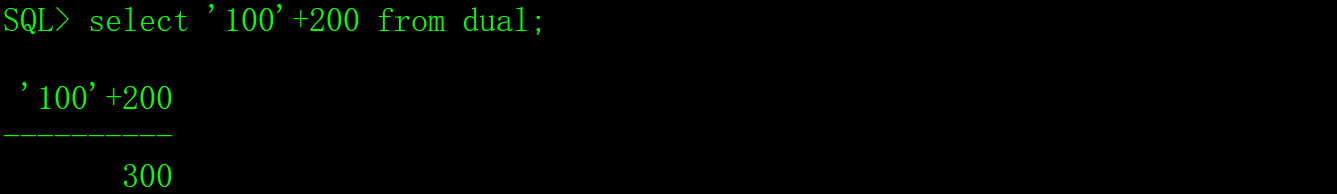 SQL> select '100'+200 from dual;
'100'+200
----------
300